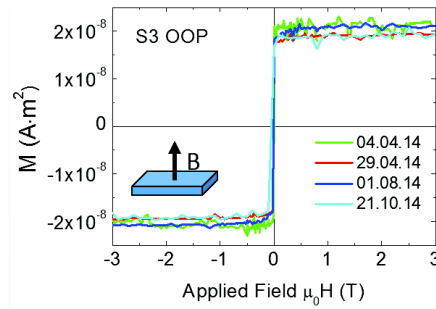 S3 OOP
2x10⁻⁸
1x10⁻⁸
0
-1x10⁻⁸
-2x10⁻⁸
M (A·m²)
B
04.04.14
29.04.14
01.08.14
21.10.14
-3 -2 -1 0 1 2 3
Applied Field μ₀H (T)